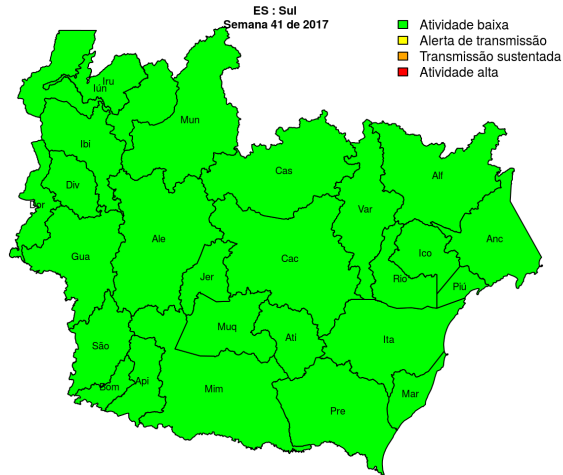 ES : Sul
Semana 41 de 2017
Atividade baixa
Alerta de transmissão
Transmissão sustentada
Atividade alta
Iru
Iún
Mun
Ibi
Cas
Alf
Div
Dor
Var
Ale
Anc
Gua
Cac
Ico
Jer
Rio
Piú
Muq
Ati
Ita
São
Api
Bom
Mim
Mar
Pre